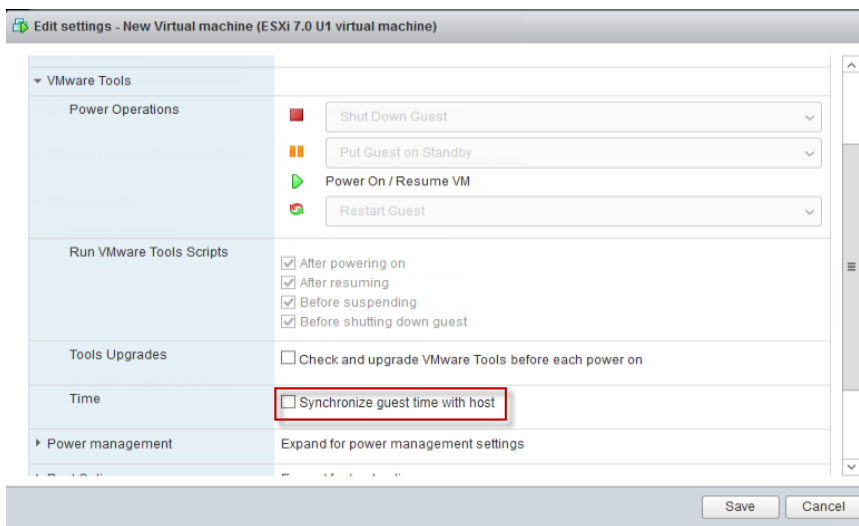 Edit settings - New Virtual machine (ESXi 7.0 U1 virtual machine)
VMware Tools
Power Operations
Shut Down Guest
Put Guest on Standby
Power On / Resume VM
Restart Guest
Run VMware Tools Scripts
After powering on
After resuming
Before suspending
Before shutting down guest
Tools Upgrades
Check and upgrade VMware Tools before each power on
Time
Synchronize guest time with host
Power management
Expand for power management settings
Save
Cancel